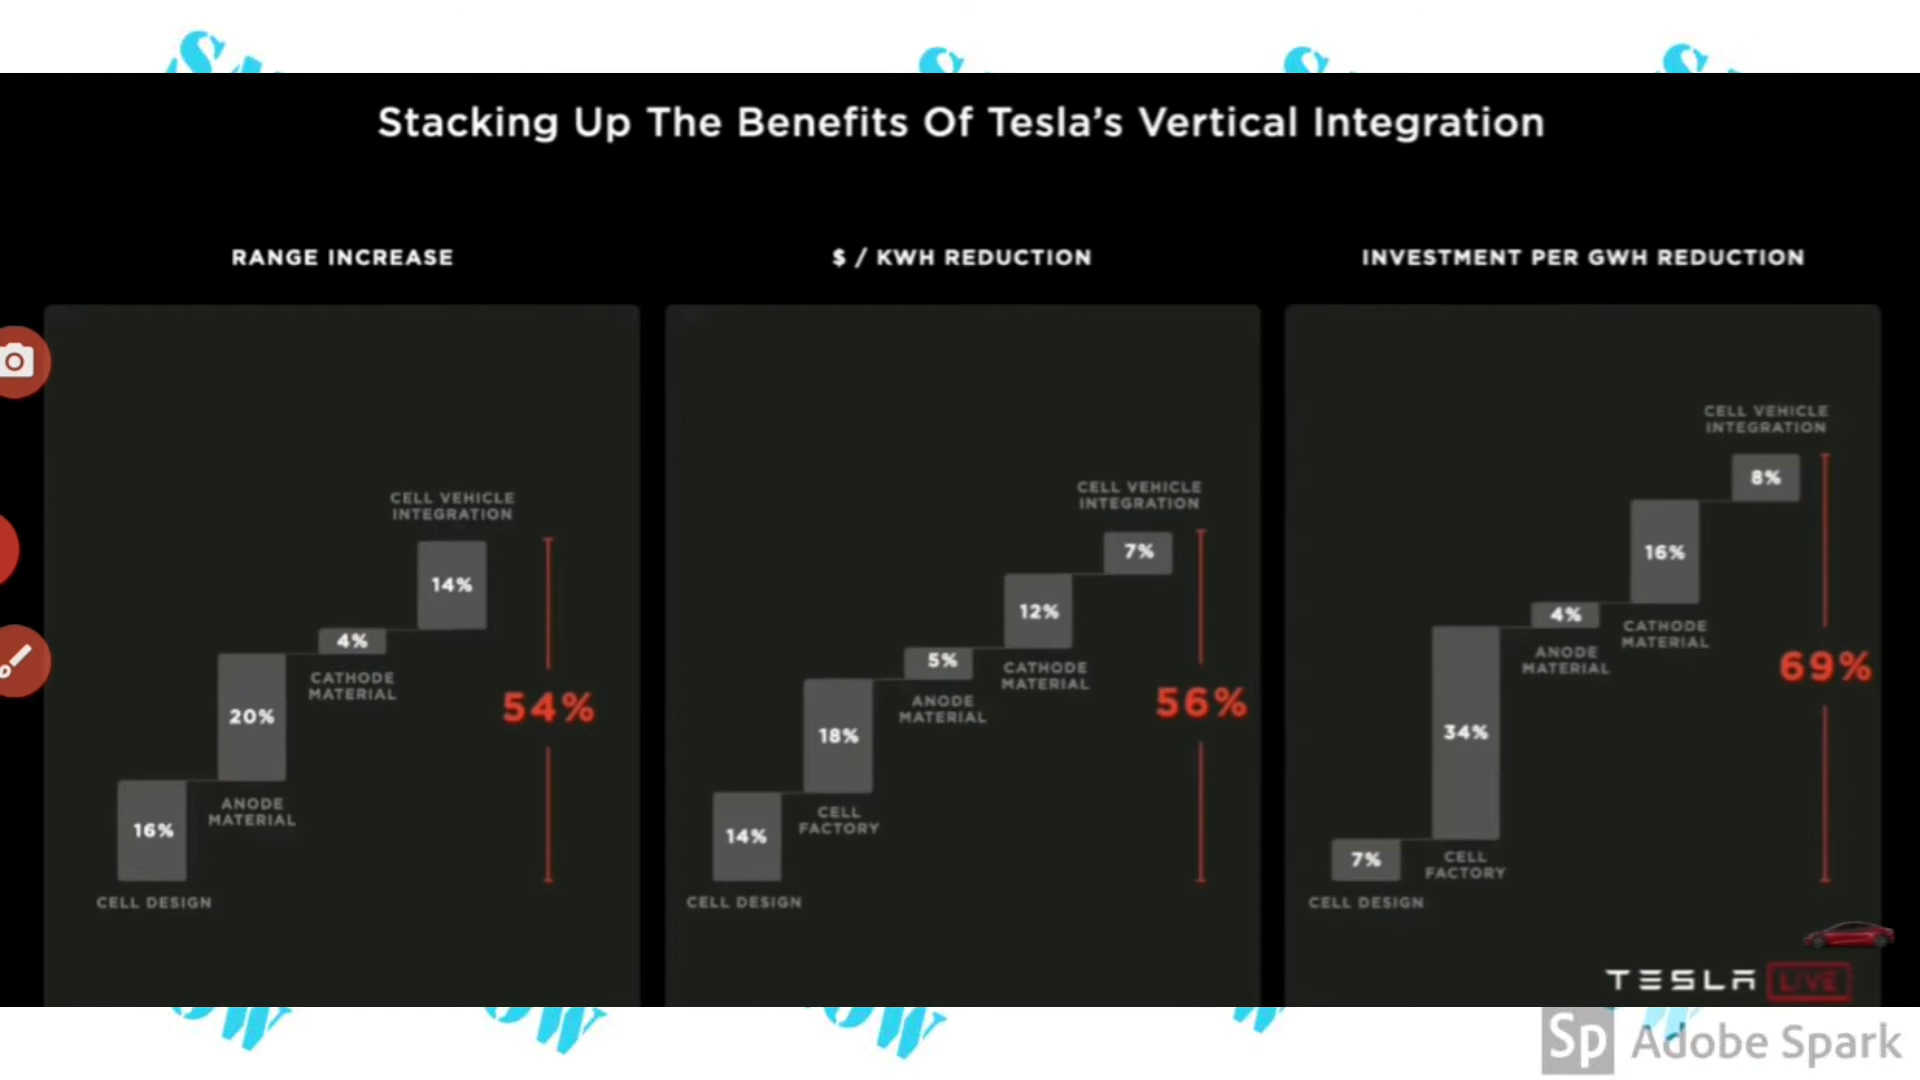 Stacking Up The Benefits Of Tesla's Vertical Integration
RANGE INCREASE
CELL VEHICLE
INTEGRATION
14%
4%
CATHODE
MATERIAL
20%
ANODE
MATERIAL
16%
CELL DESIGN
54%
$ / KWH REDUCTION
CELL VEHICLE
INTEGRATION
7%
12%
CATHODE
MATERIAL
5%
ANODE
MATERIAL
18%
CELL
FACTORY
14%
CELL DESIGN
56%
INVESTMENT PER GWH REDUCTION
CELL VEHICLE
INTEGRATION
8%
16%
CATHODE
MATERIAL
4%
ANODE
MATERIAL
34%
CELL
FACTORY
7%
CELL DESIGN
69%
TESLA LIVE
Sp Adobe Spark